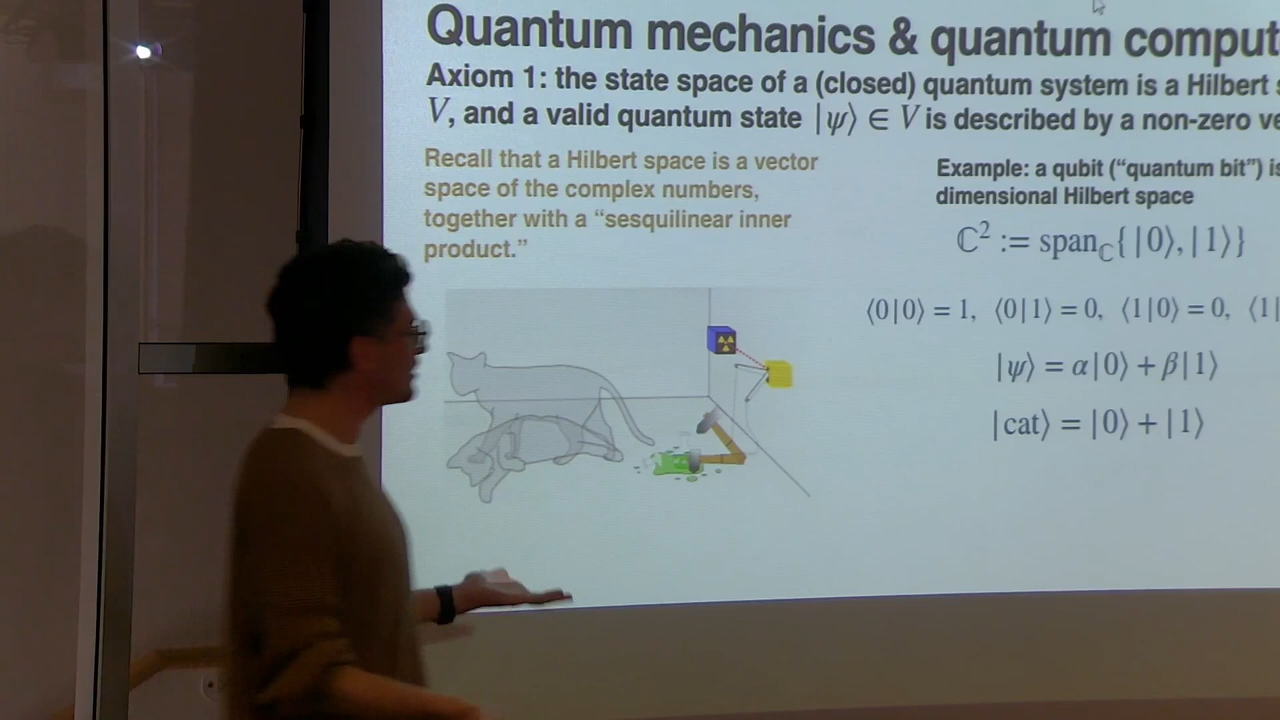 Quantum mechanics & quantum comput
Axiom 1: the state space of a (closed) quantum system is a Hilbert
V, and a valid quantum state |ψ⟩ ∈ V is described by a non-zero ve
Recall that a Hilbert space is a vector
space of the complex numbers,
together with a “sesquilinear inner
product.”
Example: a qubit (“quantum bit”) is
dimensional Hilbert space
ℂ² := span_ℂ{|0⟩, |1⟩}
⟨0|0⟩ = 1, ⟨0|1⟩ = 0, ⟨1|0⟩ = 0, ⟨1|
|ψ⟩ = α|0⟩ + β|1⟩
|cat⟩ = |0⟩ + |1⟩